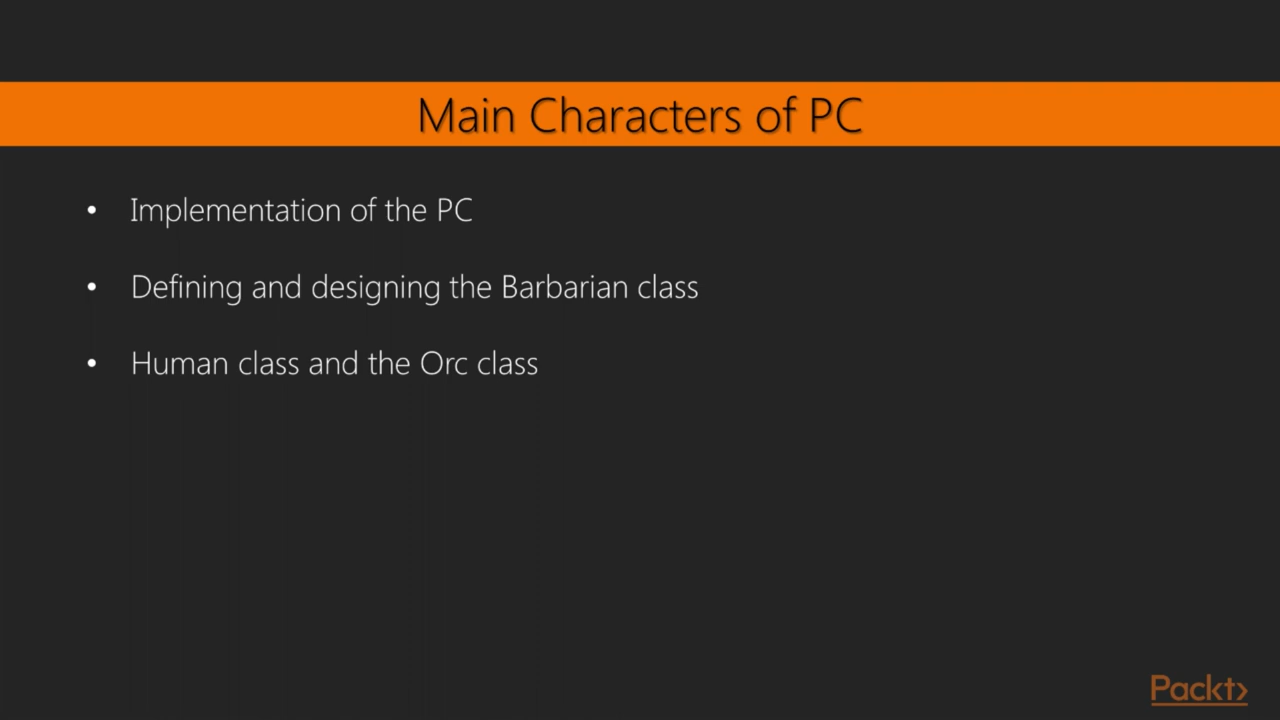 Main Characters of PC
• Implementation of the PC
• Defining and designing the Barbarian class
• Human class and the Orc class
Packt>